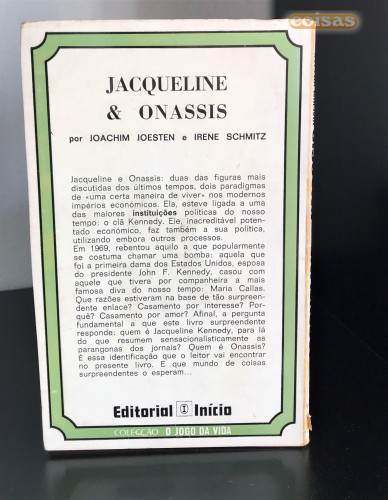 coisas
JACQUELINE
& ONASSIS
por JOACHIM JOESTEN e IRENE SCHMITZ
Jacqueline e Onassis: duas das figuras mais
discutidas dos últimos tempos, dois paradigmas
de «uma certa maneira de viver» nos modernos
impérios económicos. Ela, esteve ligada a uma
das maiores instituições políticas do nosso
tempo: o clã Kennedy. Ele, inacreditável poten-
tado económico, faz também a sua política,
utilizando embora outros processos.
Em 1969, rebentou aquilo a que popularmente
se costuma chamar uma bomba: aquela que
foi a primeira dama dos Estados Unidos, esposa
do presidente John F. Kennedy, casou com
aquele que tivera por companheira a mais
famosa diva do nosso tempo: Maria Callas.
Que razões estiveram na base de tão surpreen-
dente enlace? Casamento por interesse? Por-
quê? Casamento por amor? Afinal, a pergunta
fundamental a que este livro surpreendente
responde: quem é Jacqueline Kennedy, para lá
do que resumem sensacionalisticamente as
parangonas dos jornais? Quem é Onassis?
É essa identificação que o leitor vai encontrar
no presente livro. E que mundo de coisas
surpreendentes o esperam...
Editorial Início
COLECÇÃO O JOGO DA VIDA